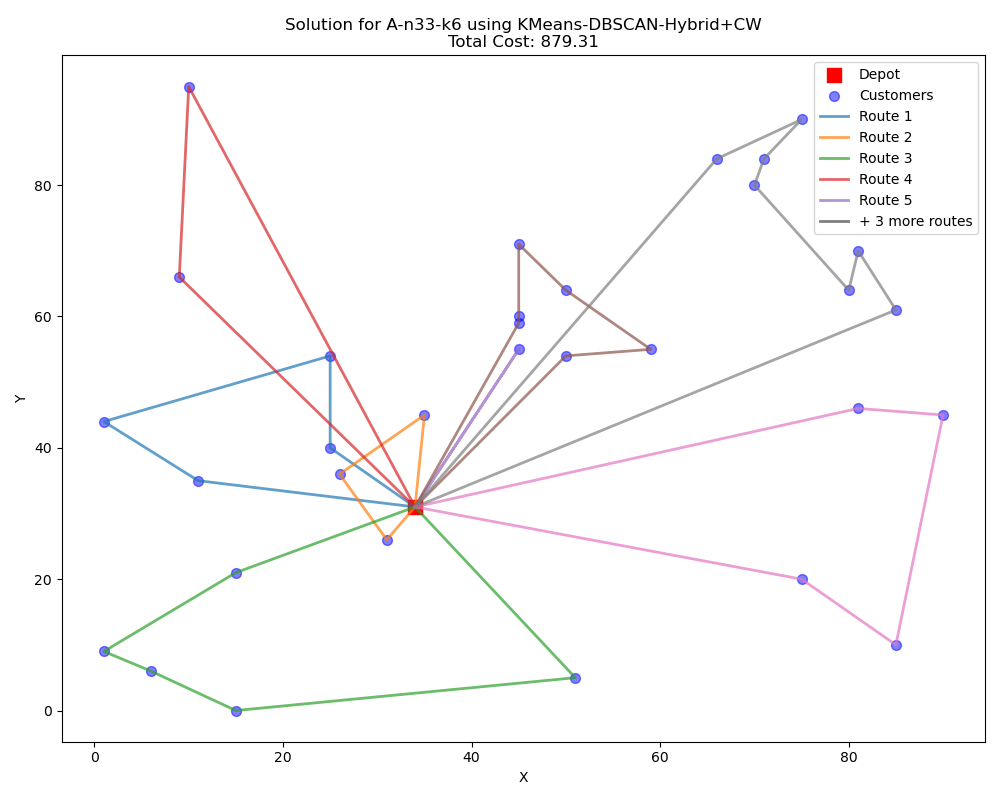 Solution for A-n33-k6 using KMeans-DBSCAN-Hybrid+CW
Total Cost: 879.31
Depot
Customers
Route 1
Route 2
Route 3
Route 4
Route 5
+ 3 more routes
Y
80
60
40
20
0
0 20 40 60 80
X